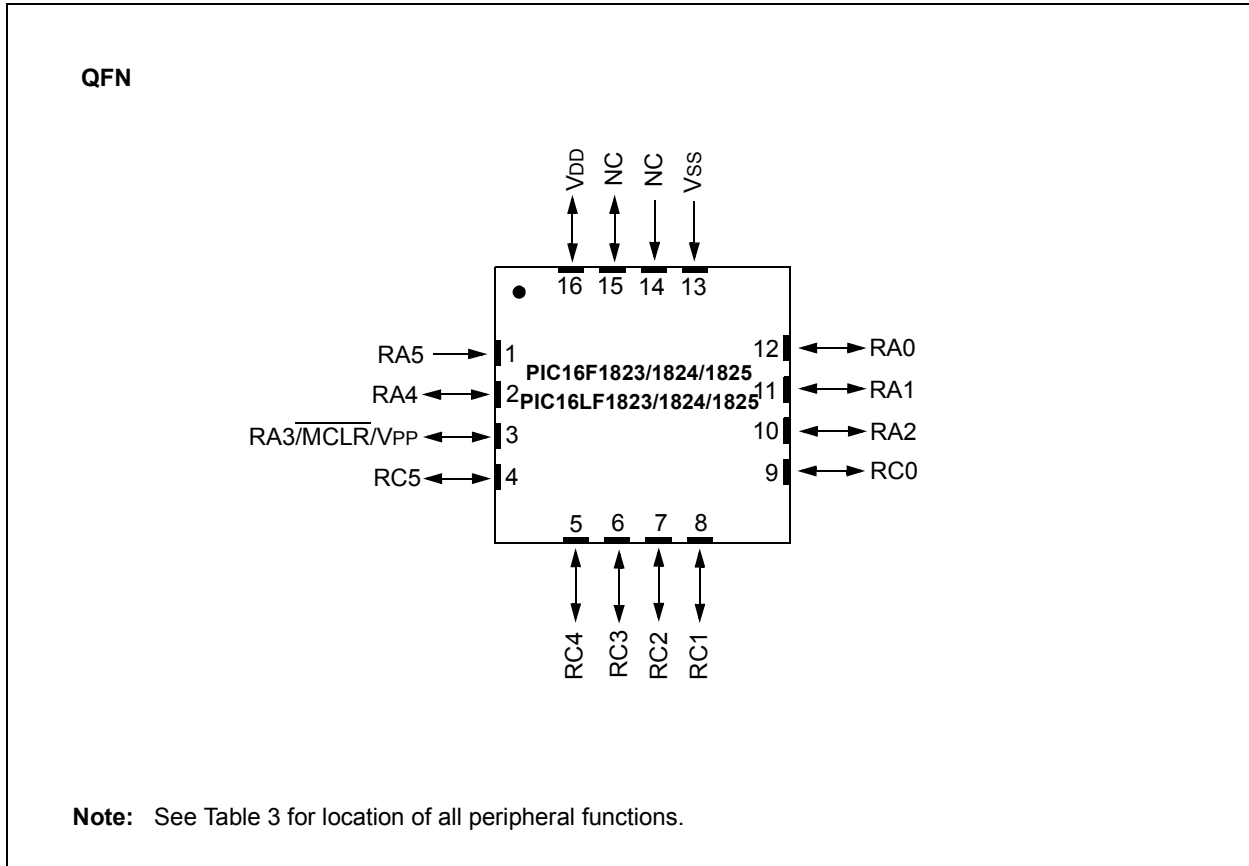 QFN
VDD
NC
NC
VSS
16 15 14 13
RA5 1
RA4 2
RA3/MCLR/VPP 3
RC5 4
PIC16F1823/1824/1825
PIC16LF1823/1824/1825
12 RA0
11 RA1
10 RA2
9 RC0
5 6 7 8
RC4
RC3
RC2
RC1
Note: See Table 3 for location of all peripheral functions.